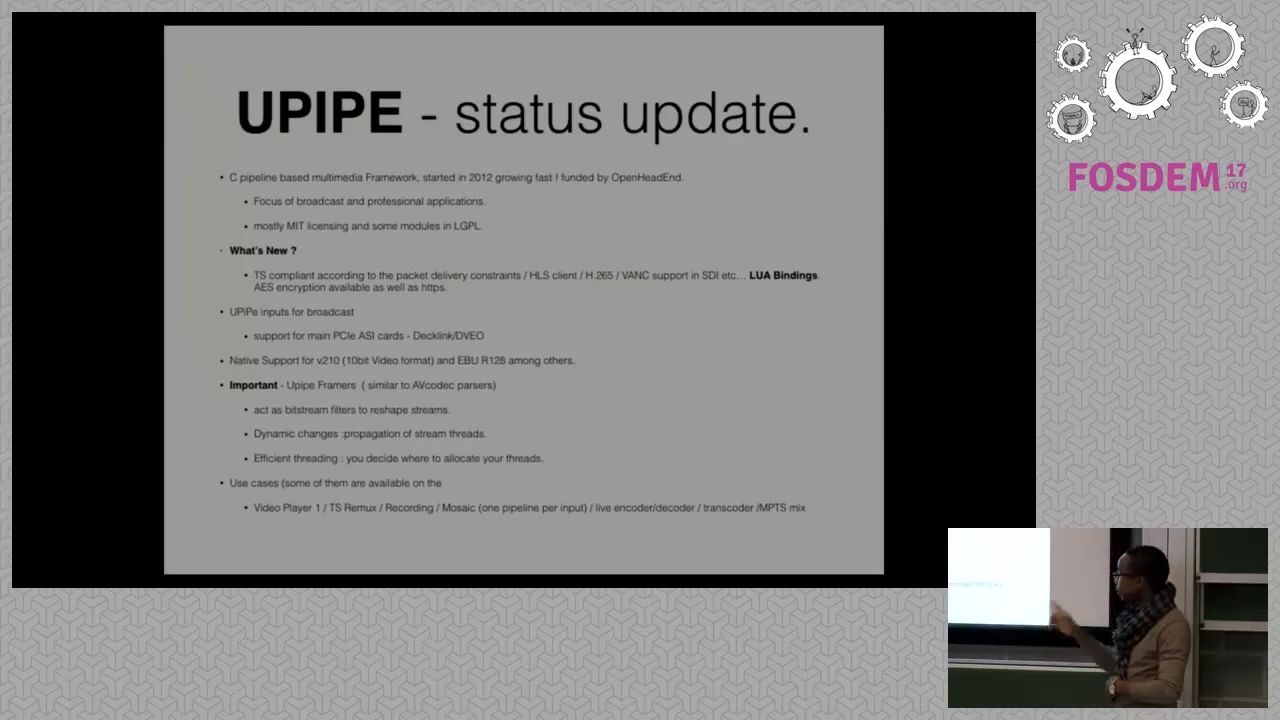 UPIPE - status update.
• C pipeline based multimedia Framework, started in 2012 growing fast ! funded by OpenHeadEnd.
• Focus of broadcast and professional applications.
• mostly MIT licensing and some modules in LGPL.
• What's New ?
• TS compliant according to the packet delivery constraints / HLS client / H.265 / VANC support in SDI etc... LUA Bindings.
AES encryption available as well as https.
• UPiPe inputs for broadcast
• support for main PCIe ASI cards - Decklink/DVEO
• Native Support for v210 (10bit Video format) and EBU R128 among others.
• Important - Upipe Framers ( similar to AVcodec parsers)
• act as bitstream filters to reshape streams.
• Dynamic changes :propagation of stream threads.
• Efficient threading : you decide where to allocate your threads.
• Use cases (some of them are available on the
• Video Player 1 / TS Remux / Recording / Mosaic (one pipeline per input) / live encoder/decoder / transcoder /MPTS mix
FOSDEM 17
.org